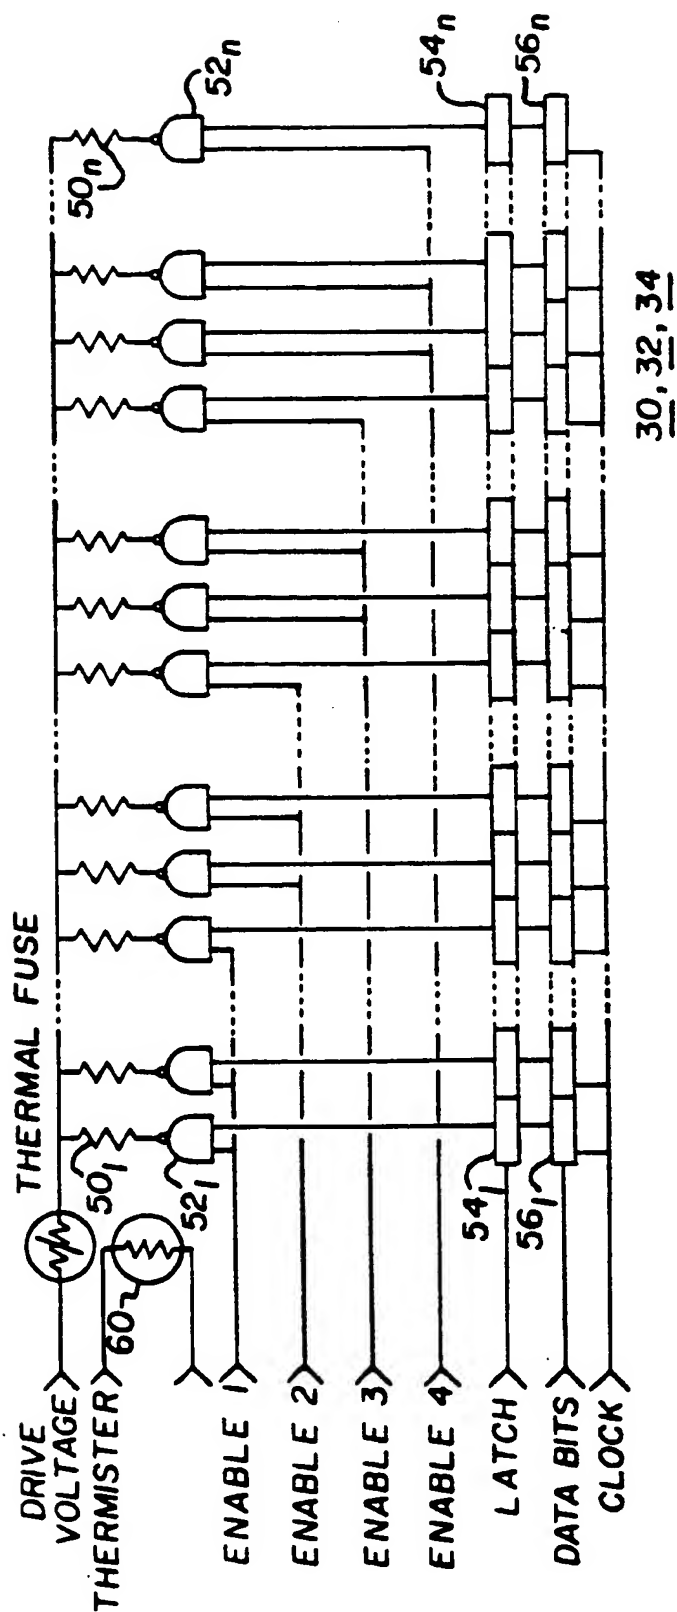 DRIVE
VOLTAGE
THERMISTER
THERMAL FUSE
60
50₁
52₁
50ₙ
52ₙ
ENABLE 1
ENABLE 2
ENABLE 3
ENABLE 4
LATCH
DATA BITS
CLOCK
54₁
56₁
54ₙ
56ₙ
30, 32, 34